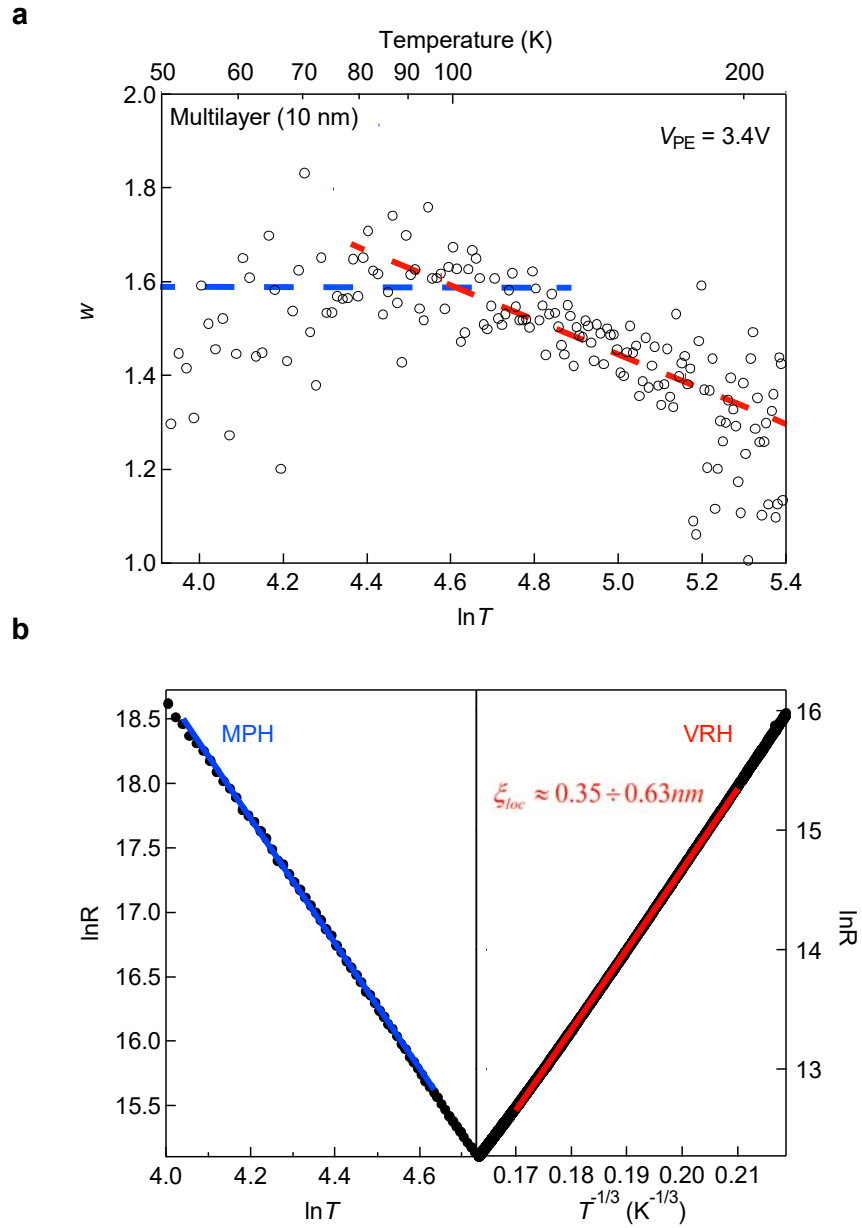 a
Temperature (K)
50 60 70 80 90 100 200
2.0
1.8
1.6
1.4
1.2
1.0
w
Multilayer (10 nm)
VPE = 3.4V
4.0 4.2 4.4 4.6 4.8 5.0 5.2 5.4
lnT
b
18.5
18.0
17.5
17.0
16.5
16.0
15.5
lnR
MPH
VRH
ξloc ≈ 0.35 ÷ 0.63nm
16
15
14
13
lnR
4.0 4.2 4.4 4.6
0.17 0.18 0.19 0.20 0.21
lnT
T-1/3 (K-1/3)